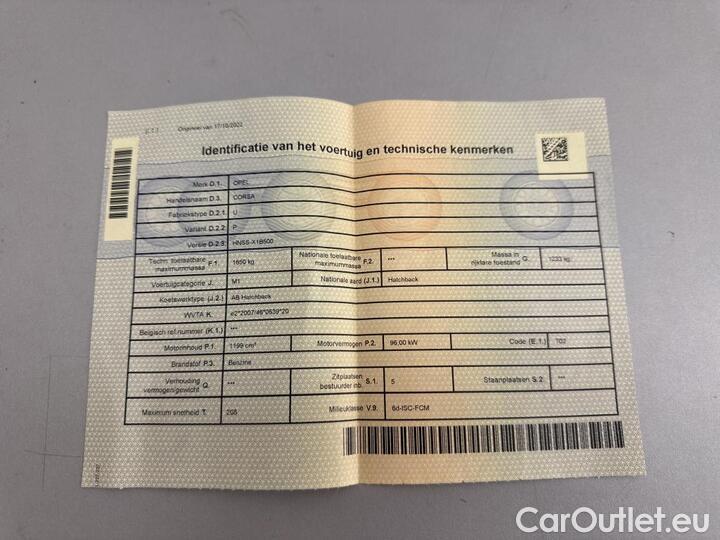 Origineel van 17/10/2022
Identificatie van het voertuig en technische kenmerken
Merk D.1. OPEL
Handelsnaam D.3. CORSA
Fabriekstype D.2.1. U
Variant D.2.2. P
Versie D.2.3. HNSS-X1B500
Techn. toelaatbare maximummassa F.1. 1650 kg Nationale toelaatbare maximummassa F.2. *** Massa in rijklare toestand G. 1233 kg
Voertuigcategorie J. M1 Nationale aard (J.1.) Hatchback
Koetswerktype (J.2.) AB Hatchback
WVTA K. e2*2007/46*0639*20
Belgisch ref.nummer (K.1.) ***
Motorinhoud P.1. 1199 cm³ Motorvermogen P.2. 96,00 kW Code (E.1.) 702
Brandstof P.3. Benzine
Verhouding vermogen/gewicht Q. *** Zitplaatsen, bestuurder inb. S.1. 5 Staanplaatsen S.2. ***
Maximum snelheid T. 208 Milieuklasse V.9. 6d-ISC-FCM
CarOutlet.eu